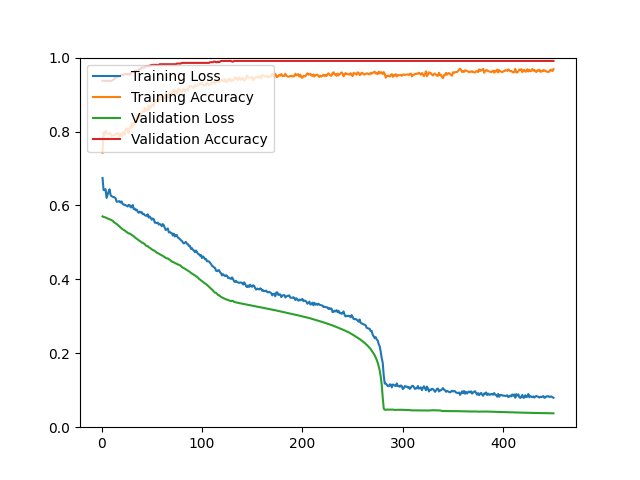 1.0
0.8
0.6
0.4
0.2
0.0
Training Loss
Training Accuracy
Validation Loss
Validation Accuracy
0 100 200 300 400